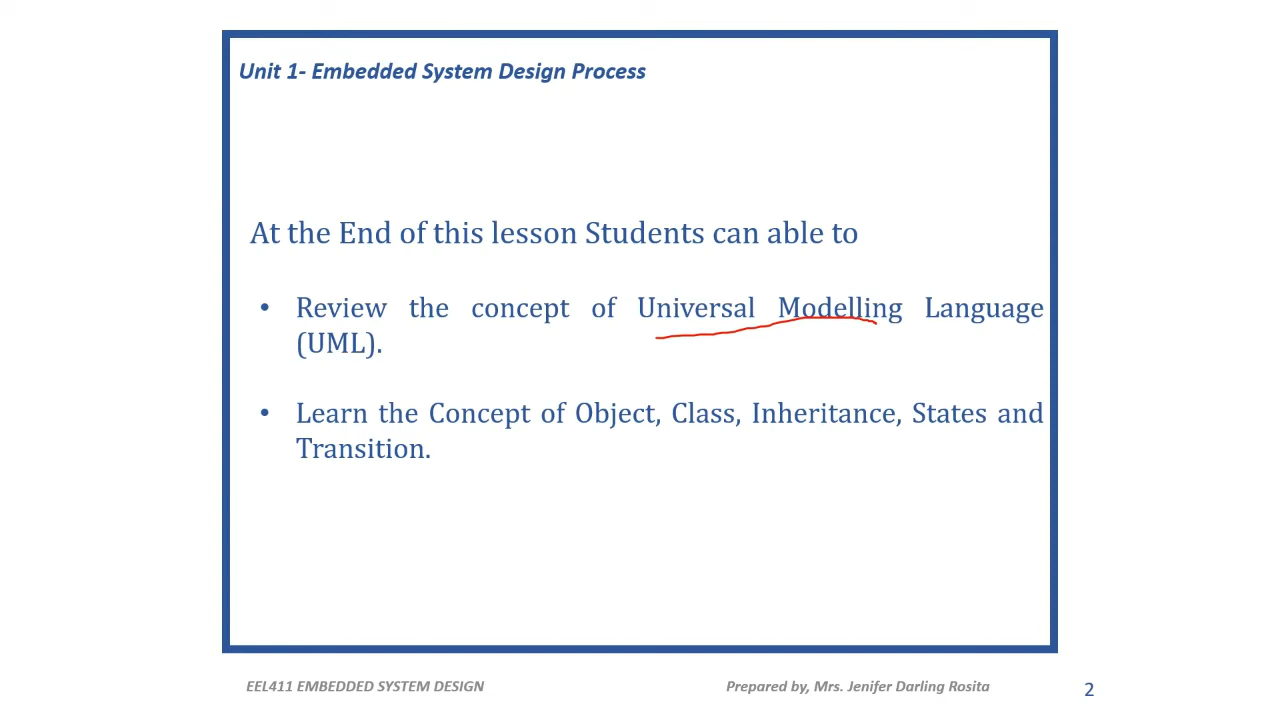 Unit 1- Embedded System Design Process
At the End of this lesson Students can able to
• Review the concept of Universal Modelling Language
(UML).
• Learn the Concept of Object, Class, Inheritance, States and
Transition.
EEL411 EMBEDDED SYSTEM DESIGN
Prepared by, Mrs. Jenifer Darling Rosita
2